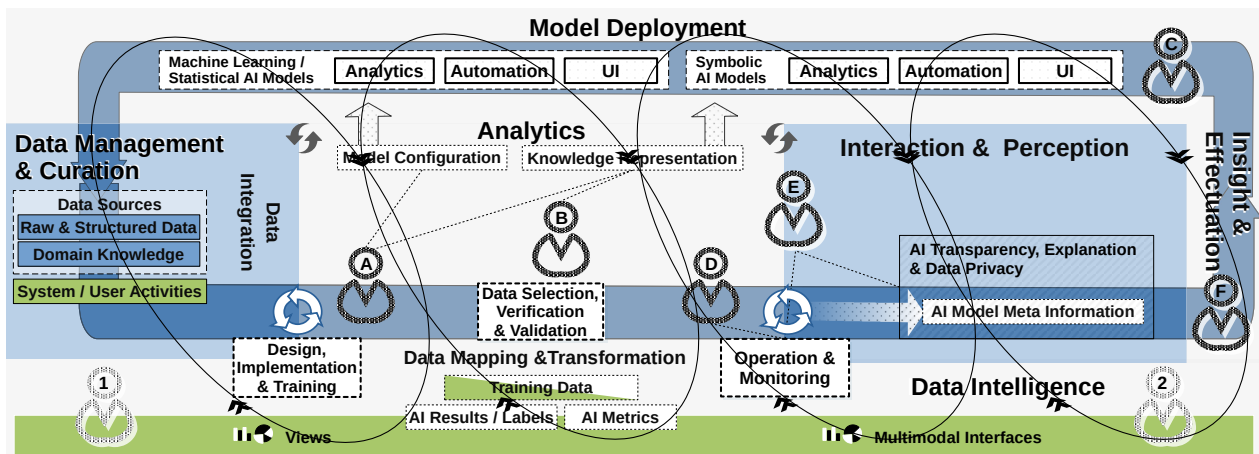 Model Deployment
Machine Learning /
Statistical AI Models
Analytics
Automation
UI
Symbolic
AI Models
Analytics
Automation
UI
C
Data Management
& Curation
Analytics
Interaction & Perception
Insight &
Effectuation
Model Configuration
Knowledge Representation
Data Sources
Raw & Structured Data
Domain Knowledge
System / User Activities
Data
Integration
A
B
D
E
F
AI Transparency, Explanation
& Data Privacy
AI Model Meta Information
Data Selection,
Verification
& Validation
Design,
Implementation
& Training
Data Mapping &Transformation
Training Data
AI Results / Labels
AI Metrics
Operation &
Monitoring
Data Intelligence
1
2
Views
Multimodal Interfaces